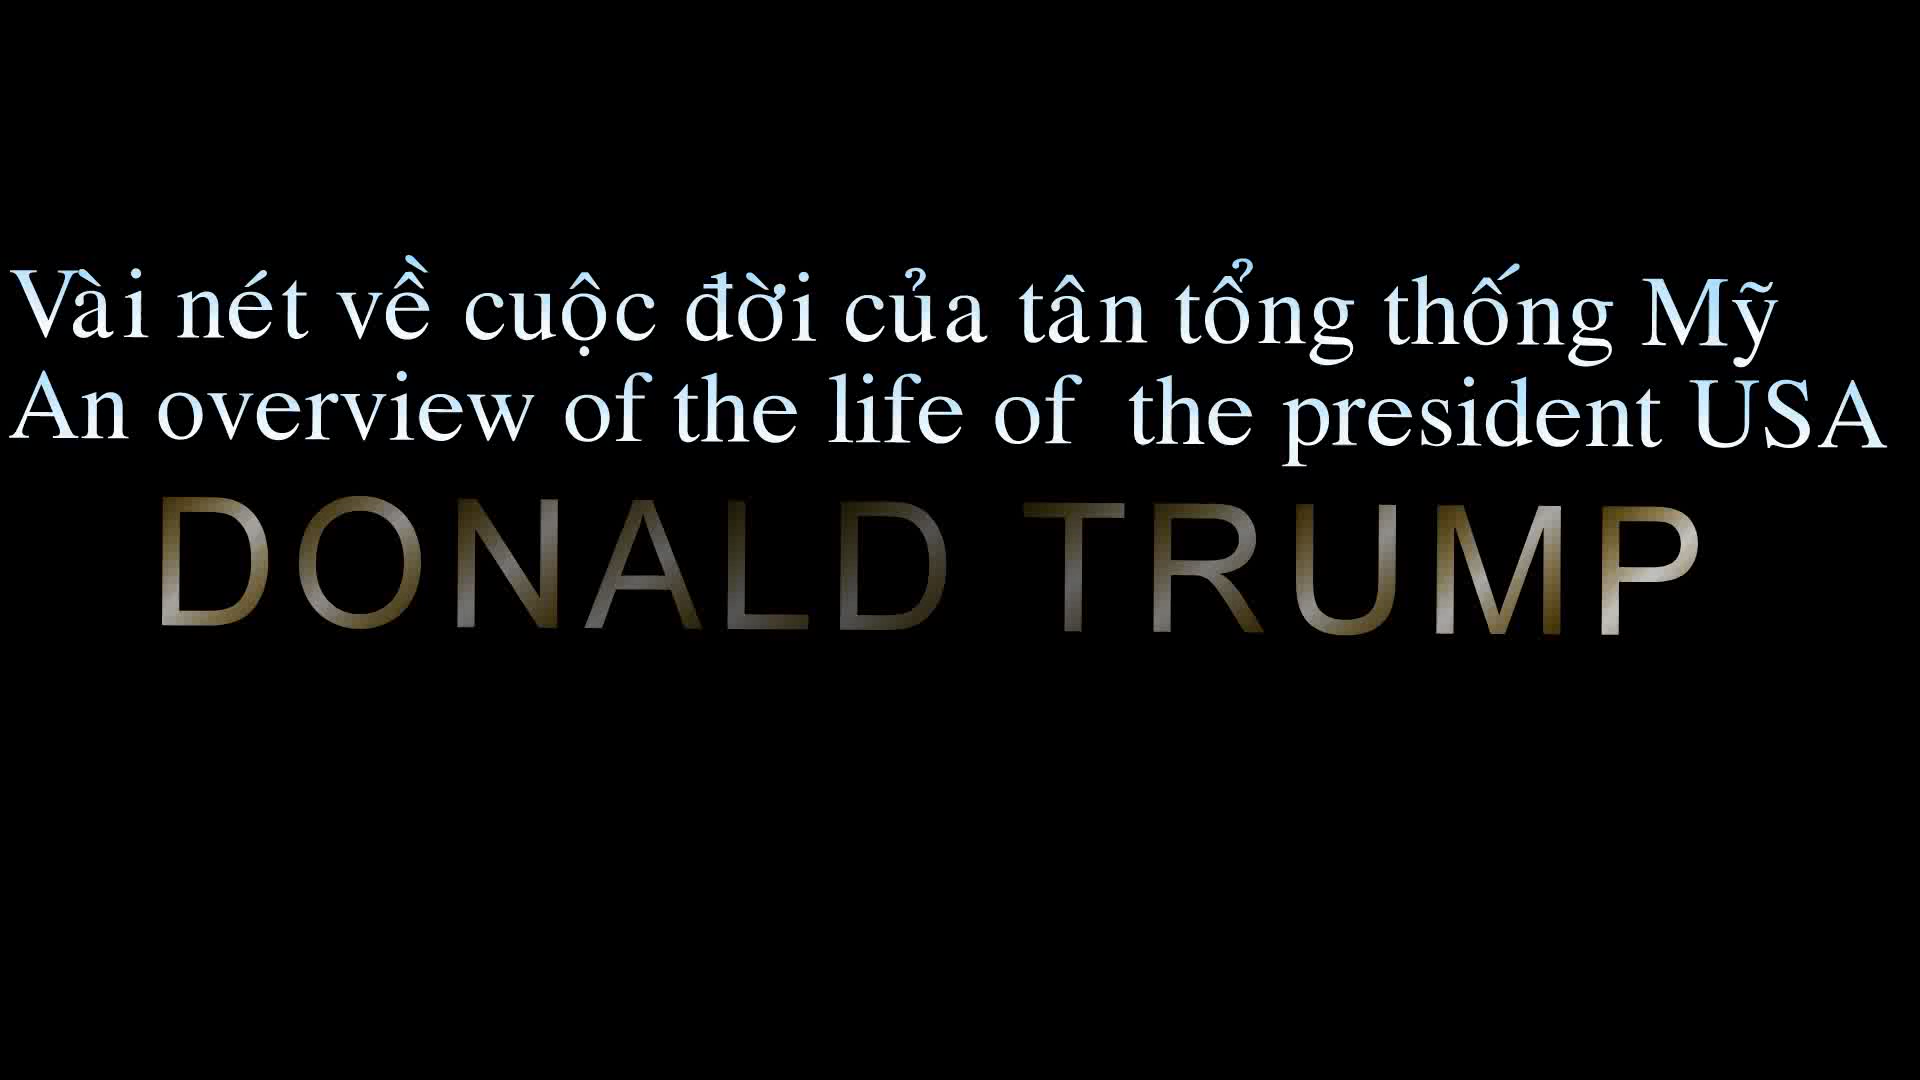 Vài nét về cuộc đời của tân tổng thống Mỹ
An overview of the life of the president USA
DONALD TRUMP